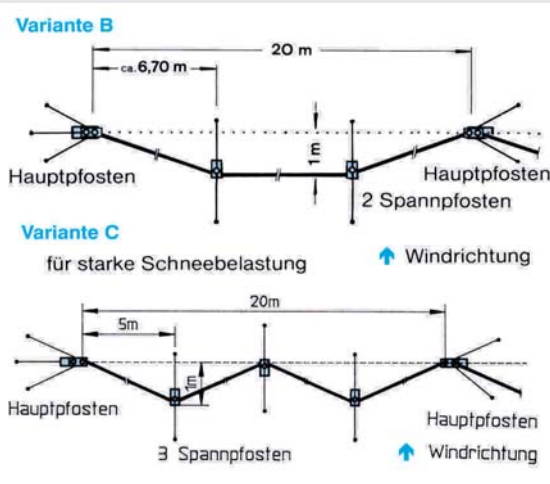 Variante B
20 m
ca.6,70 m
1 m
Hauptpfosten
Hauptpfosten
2 Spannpfosten
Variante C
Windrichtung
für starke Schneebelastung
20m
5m
1m
Hauptpfosten
Hauptpfosten
3 Spannpfosten
Windrichtung